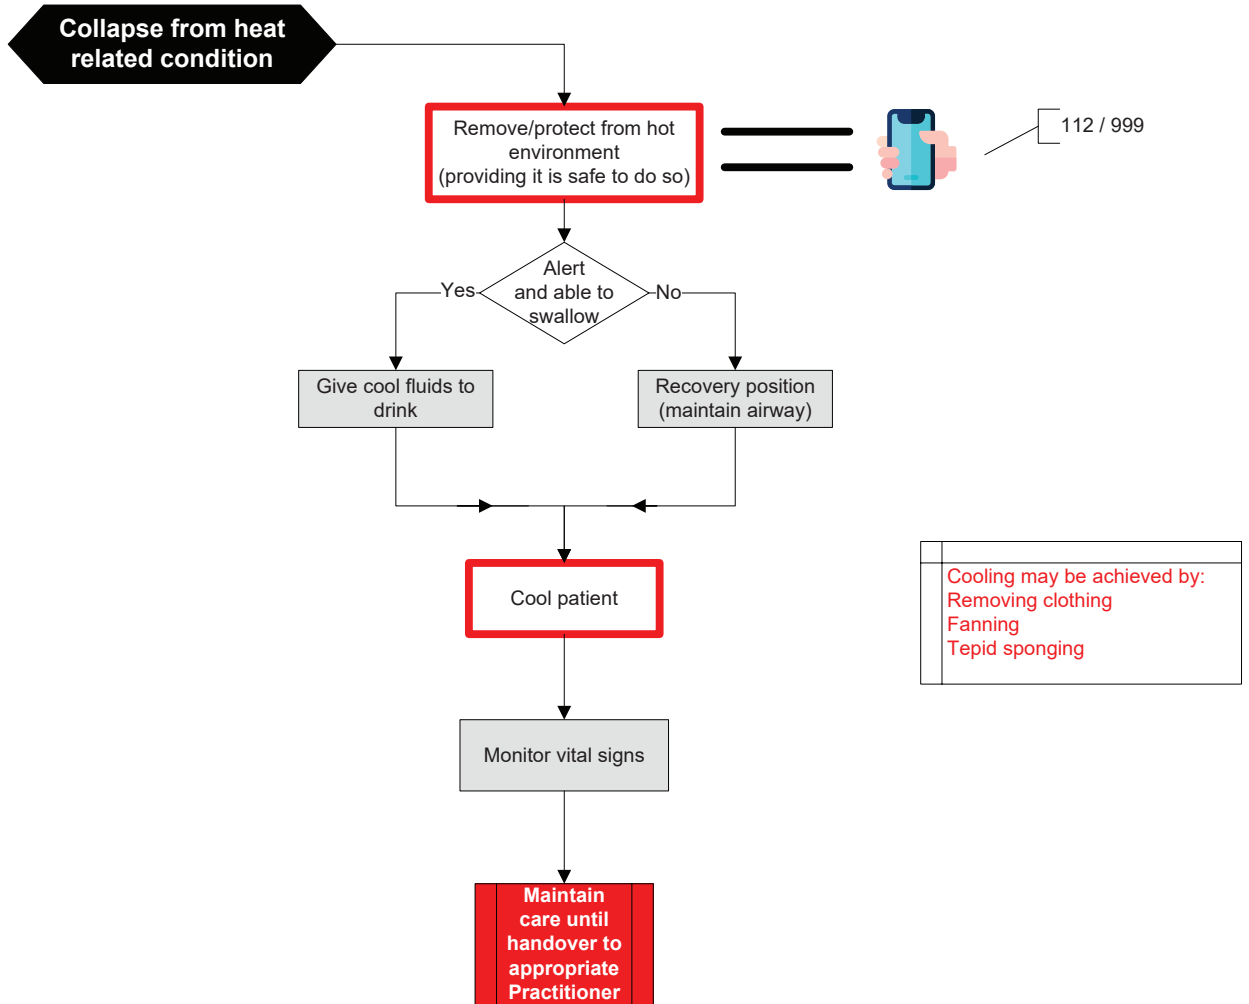 Collapse from heat
related condition
Remove/protect from hot
environment
(providing it is safe to do so)
112 / 999
Alert
and able to
swallow
Yes
No
Give cool fluids to
drink
Recovery position
(maintain airway)
Cool patient
Cooling may be achieved by:
Removing clothing
Fanning
Tepid sponging
Monitor vital signs
Maintain
care until
handover to
appropriate
Practitioner